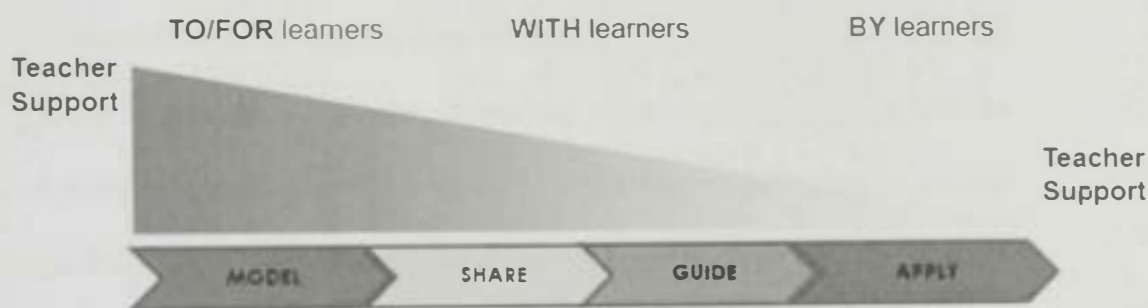 TO/FOR learners
WITH learners
BY learners
Teacher
Support
Teacher
Support
MODEL
SHARE
GUIDE
APPLY